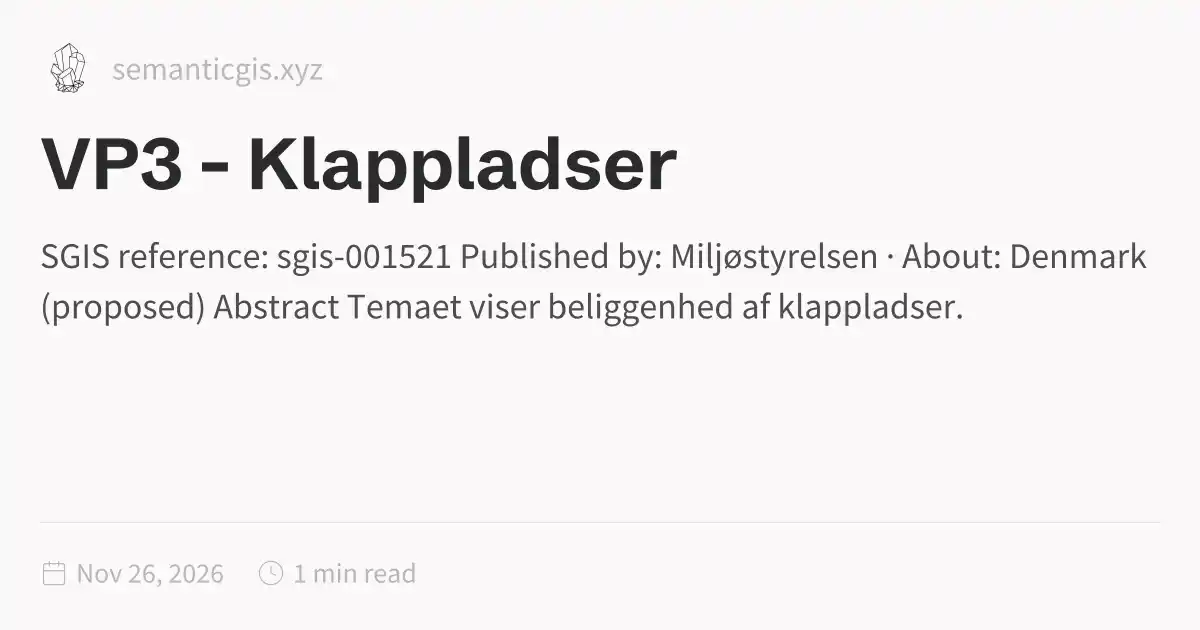 semanticgis.xyz
VP3 - Klappladser
SGIS reference: sgis-001521 Published by: Miljøstyrelsen · About: Denmark
(proposed) Abstract Temaet viser beliggenhed af klappladser.
Nov 26, 2026 1 min read